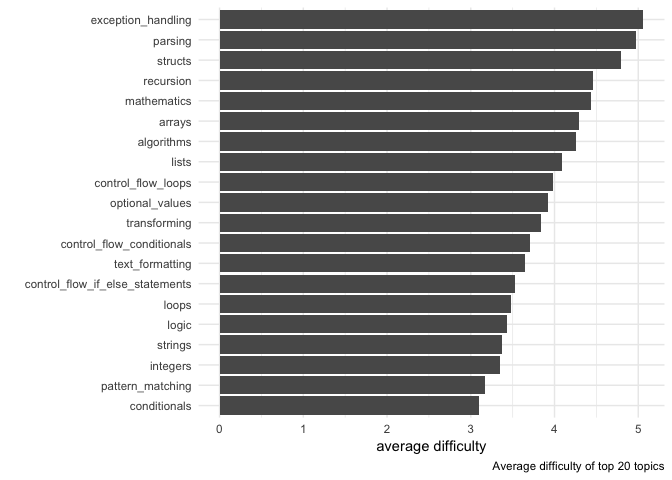 exception_handling
parsing
structs
recursion
mathematics
arrays
algorithms
lists
control_flow_loops
optional_values
transforming
control_flow_conditionals
text_formatting
control_flow_if_else_statements
loops
logic
strings
integers
pattern_matching
conditionals
0 1 2 3 4 5
average difficulty
Average difficulty of top 20 topics